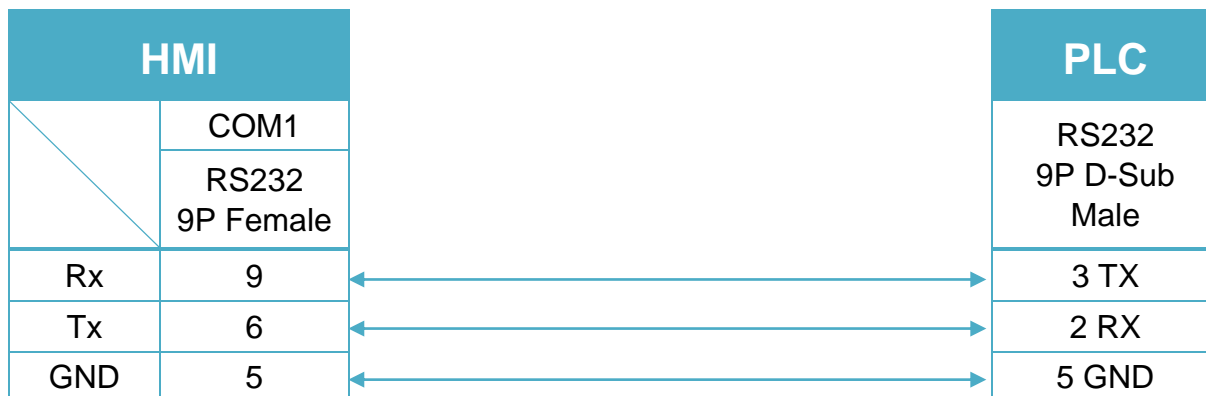 HMI
PLC
COM1
RS232
9P Female
RS232
9P D-Sub
Male
Rx 9 3 TX
Tx 6 2 RX
GND 5 5 GND